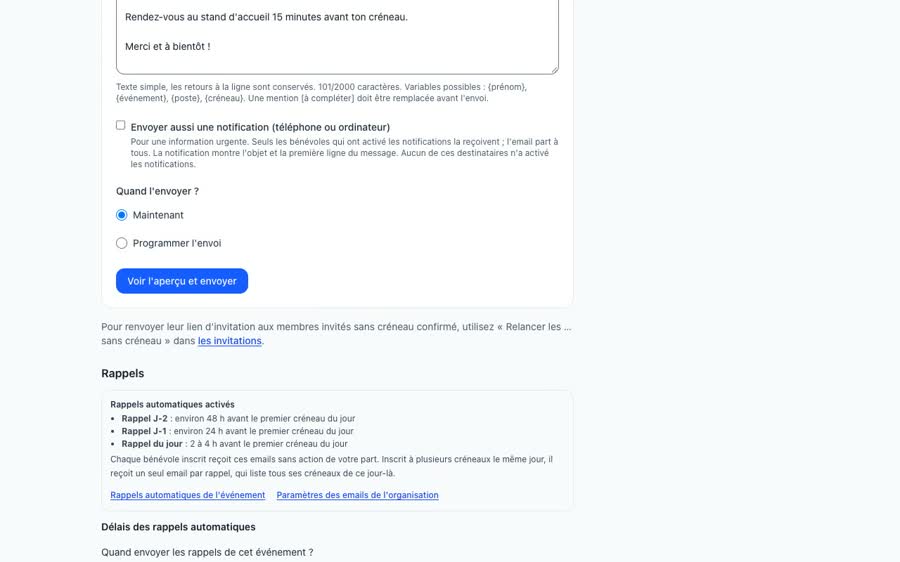 Rendez-vous au stand d'accueil 15 minutes avant ton créneau.
Merci et à bientôt !
Texte simple, les retours à la ligne sont conservés. 101/2000 caractères. Variables possibles : {prénom},
{événement}, {poste}, {créneau}. Une mention [à compléter] doit être remplacée avant l'envoi.
Envoyer aussi une notification (téléphone ou ordinateur)
Pour une information urgente. Seuls les bénévoles qui ont activé les notifications la reçoivent ; l'email part à
tous. La notification montre l'objet et la première ligne du message. Aucun de ces destinataires n'a activé
les notifications.
Quand l'envoyer ?
Maintenant
Programmer l'envoi
Voir l'aperçu et envoyer
Pour renvoyer leur lien d'invitation aux membres invités sans créneau confirmé, utilisez « Relancer les ...
sans créneau » dans les invitations.
Rappels
Rappels automatiques activés
• Rappel J-2 : environ 48 h avant le premier créneau du jour
• Rappel J-1 : environ 24 h avant le premier créneau du jour
• Rappel du jour : 2 à 4 h avant le premier créneau du jour
Chaque bénévole inscrit reçoit ces emails sans action de votre part. Inscrit à plusieurs créneaux le même jour, il
reçoit un seul email par rappel, qui liste tous ses créneaux de ce jour-là.
Rappels automatiques de l'événement Paramètres des emails de l'organisation
Délais des rappels automatiques
Quand envoyer les rappels de cet événement ?